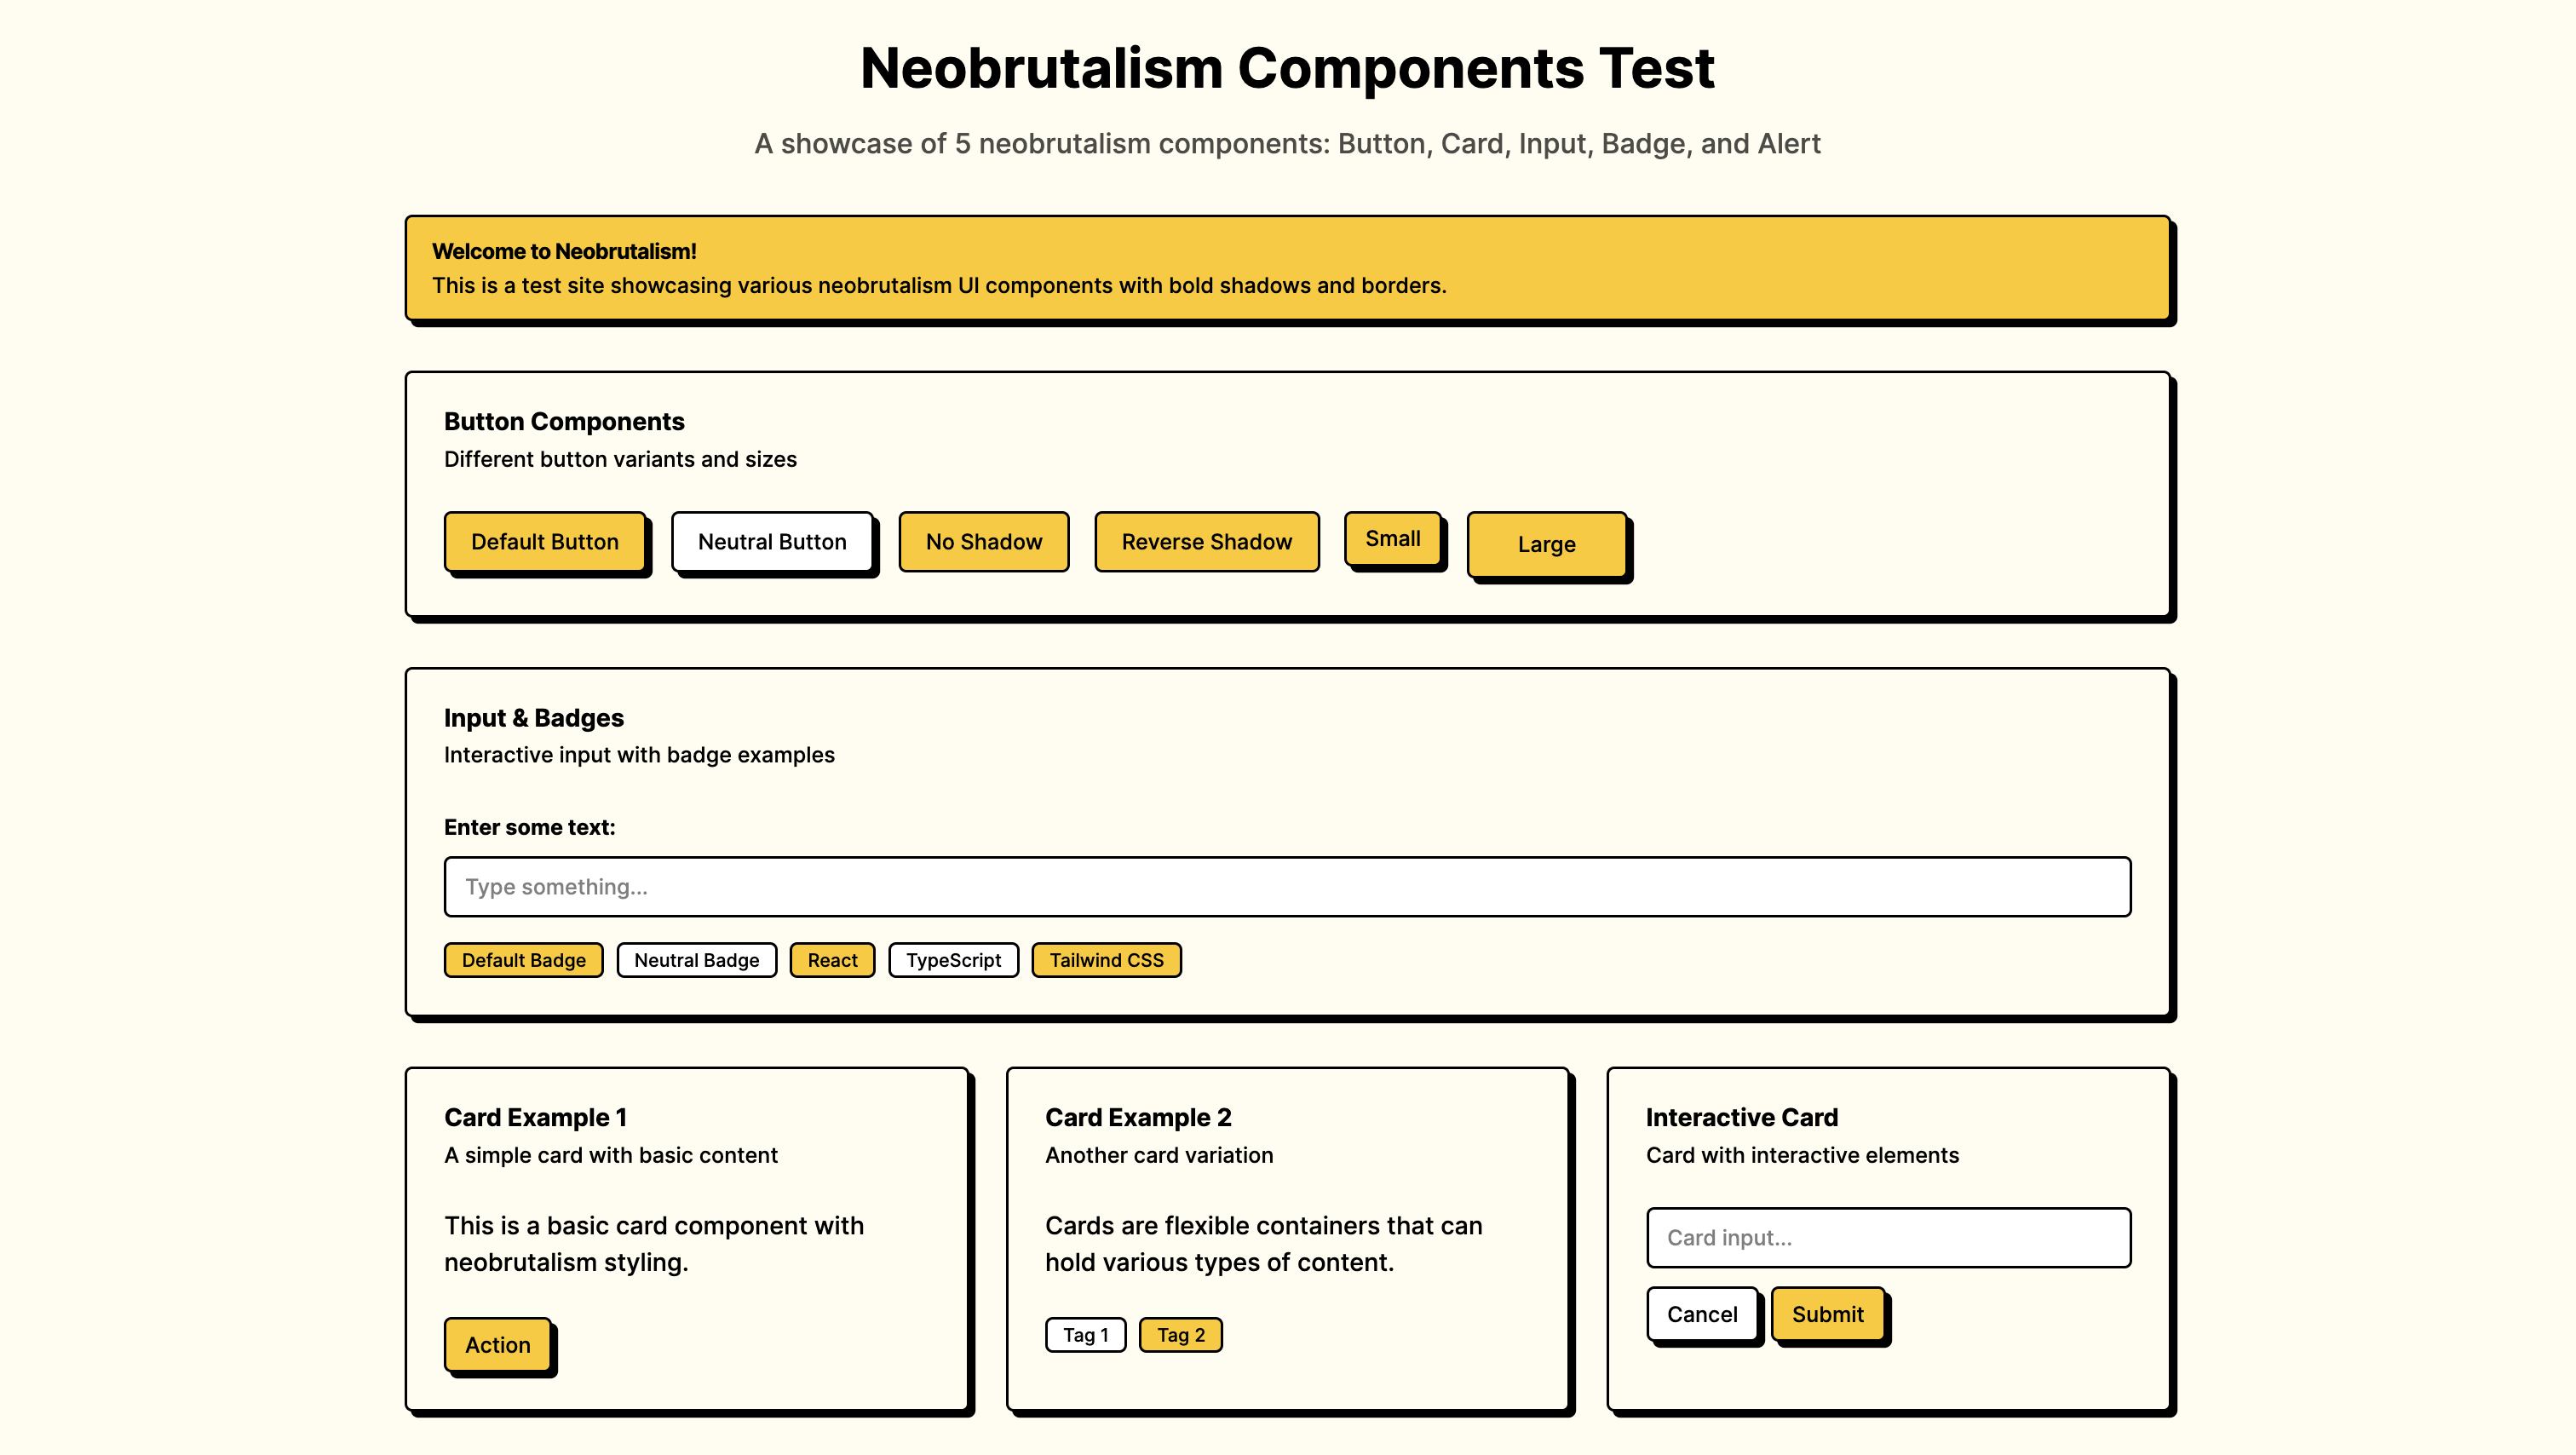 Neobrutalism Components Test
A showcase of 5 neobrutalism components: Button, Card, Input, Badge, and Alert
Welcome to Neobrutalism!
This is a test site showcasing various neobrutalism UI components with bold shadows and borders.
Button Components
Different button variants and sizes
Default Button
Neutral Button
No Shadow
Reverse Shadow
Small
Large
Input & Badges
Interactive input with badge examples
Enter some text:
Type something...
Default Badge
Neutral Badge
React
TypeScript
Tailwind CSS
Card Example 1
A simple card with basic content
This is a basic card component with
neobrutalism styling.
Action
Card Example 2
Another card variation
Cards are flexible containers that can
hold various types of content.
Tag 1
Tag 2
Interactive Card
Card with interactive elements
Card input...
Cancel
Submit